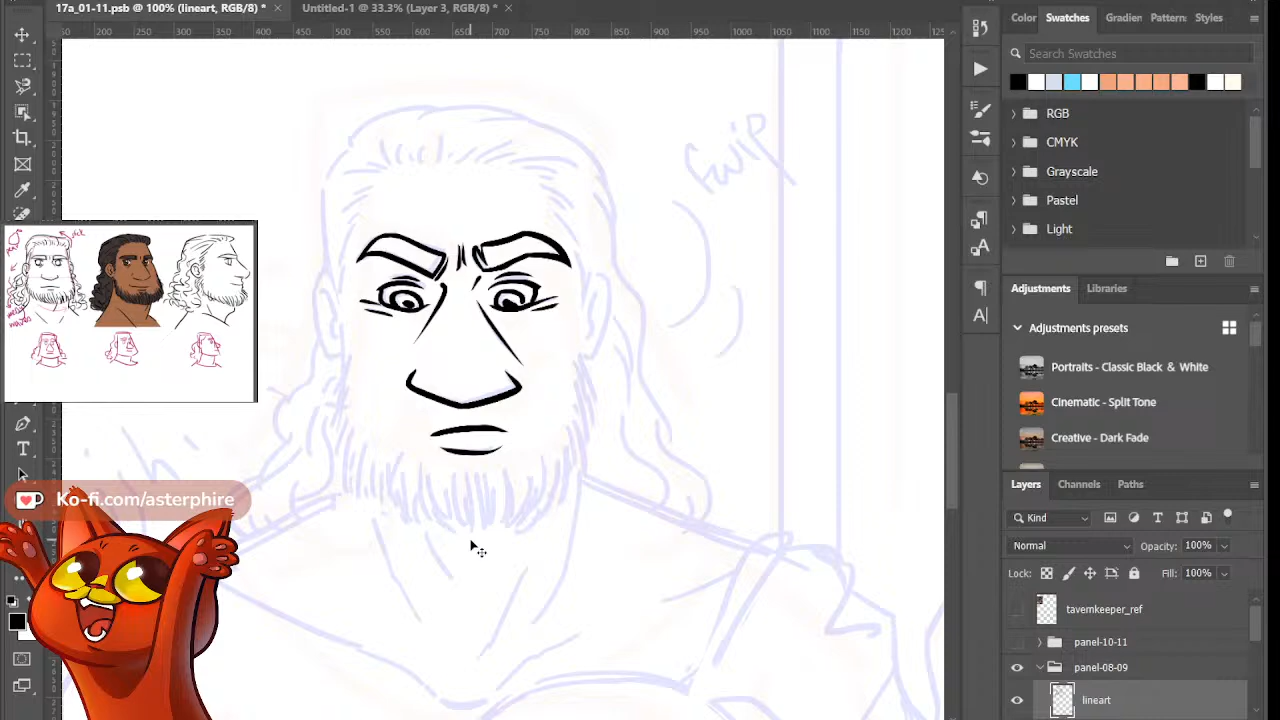 17a_01-11.psb @ 100% (lineart, RGB/8) *
Untitled-1 @ 33.3% (Layer 3, RGB/8) *
200 250 300 350 400 450 500 550 600 650 700 750 800 850 900 950 1000 1050 1100 1150 1200
Color Swatches Gradien Pattern: Styles
Search Swatches
RGB
CMYK
Grayscale
Pastel
Light
Adjustments Libraries
Adjustments presets
Portraits - Classic Black & White
Cinematic - Split Tone
Creative - Dark Fade
Layers Channels Paths
Kind
Normal Opacity: 100%
Lock: Fill: 100%
tavernkeeper_ref
panel-10-11
panel-08-09
lineart
Fwip
Ko-fi.com/asterphire